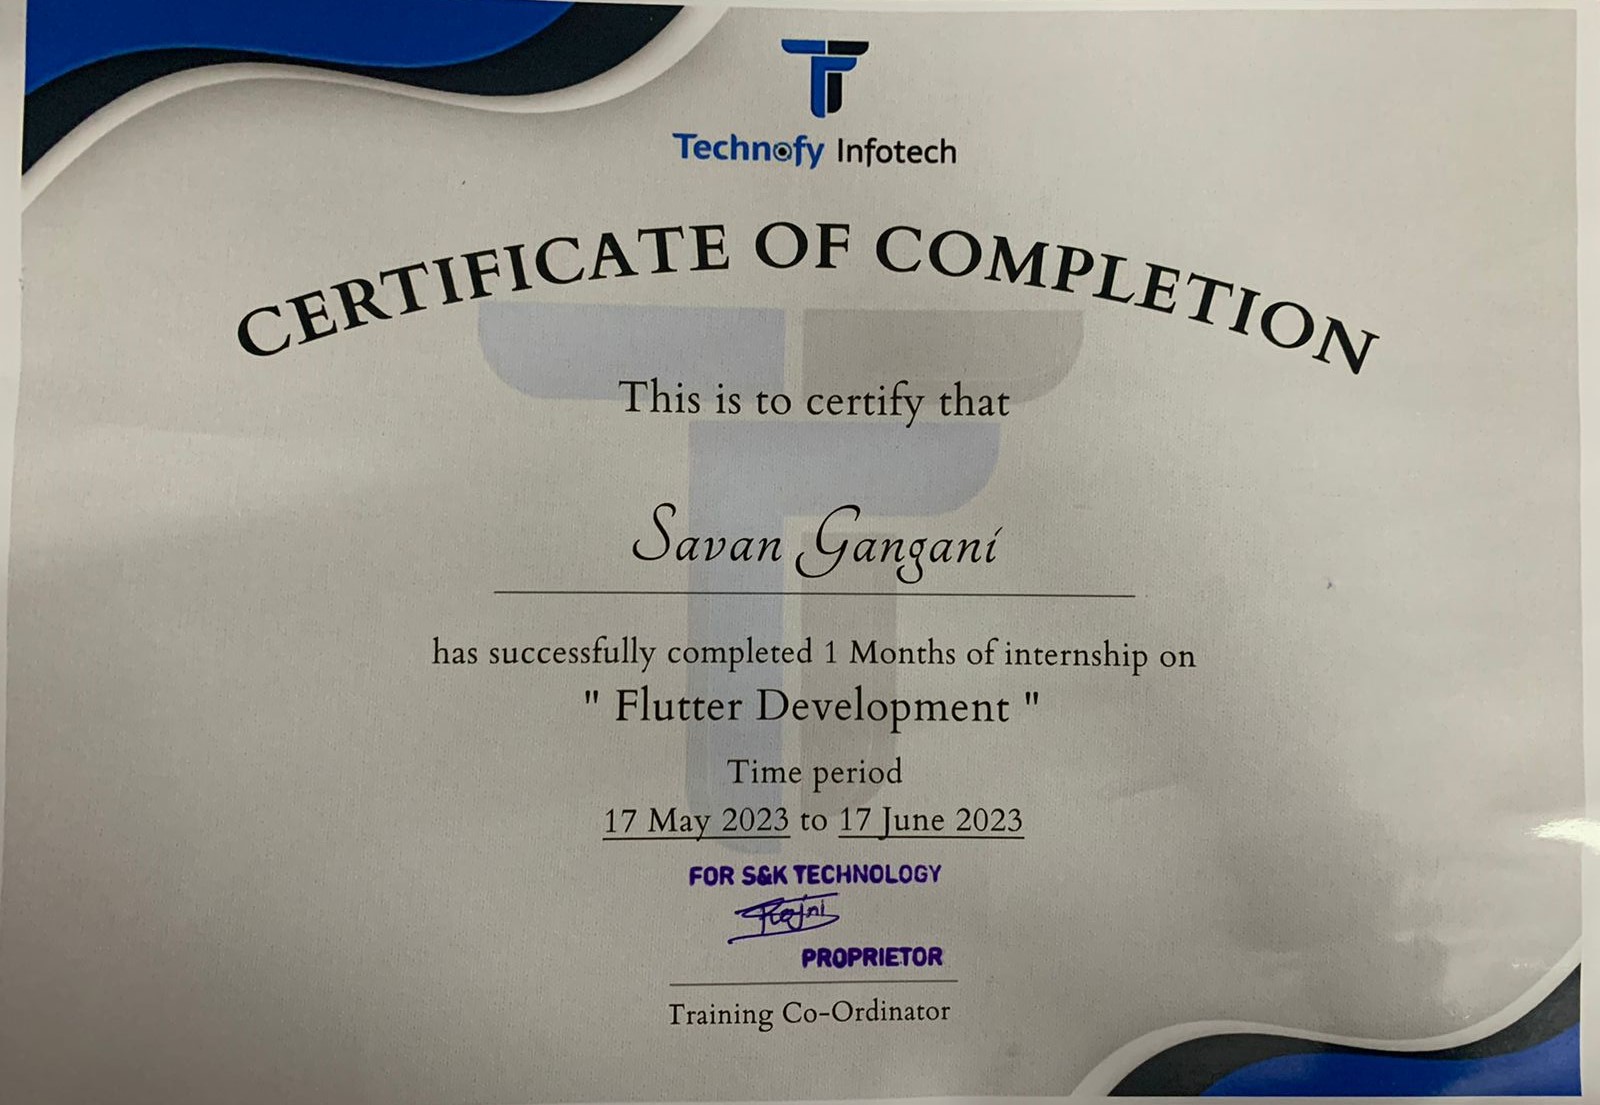 Technofy Infotech
CERTIFICATE OF COMPLETION
This is to certify that
Savan Gangani
has successfully completed 1 Months of internship on
" Flutter Development "
Time period
17 May 2023 to 17 June 2023
FOR S&K TECHNOLOGY
Rajni
PROPRIETOR
Training Co-Ordinator